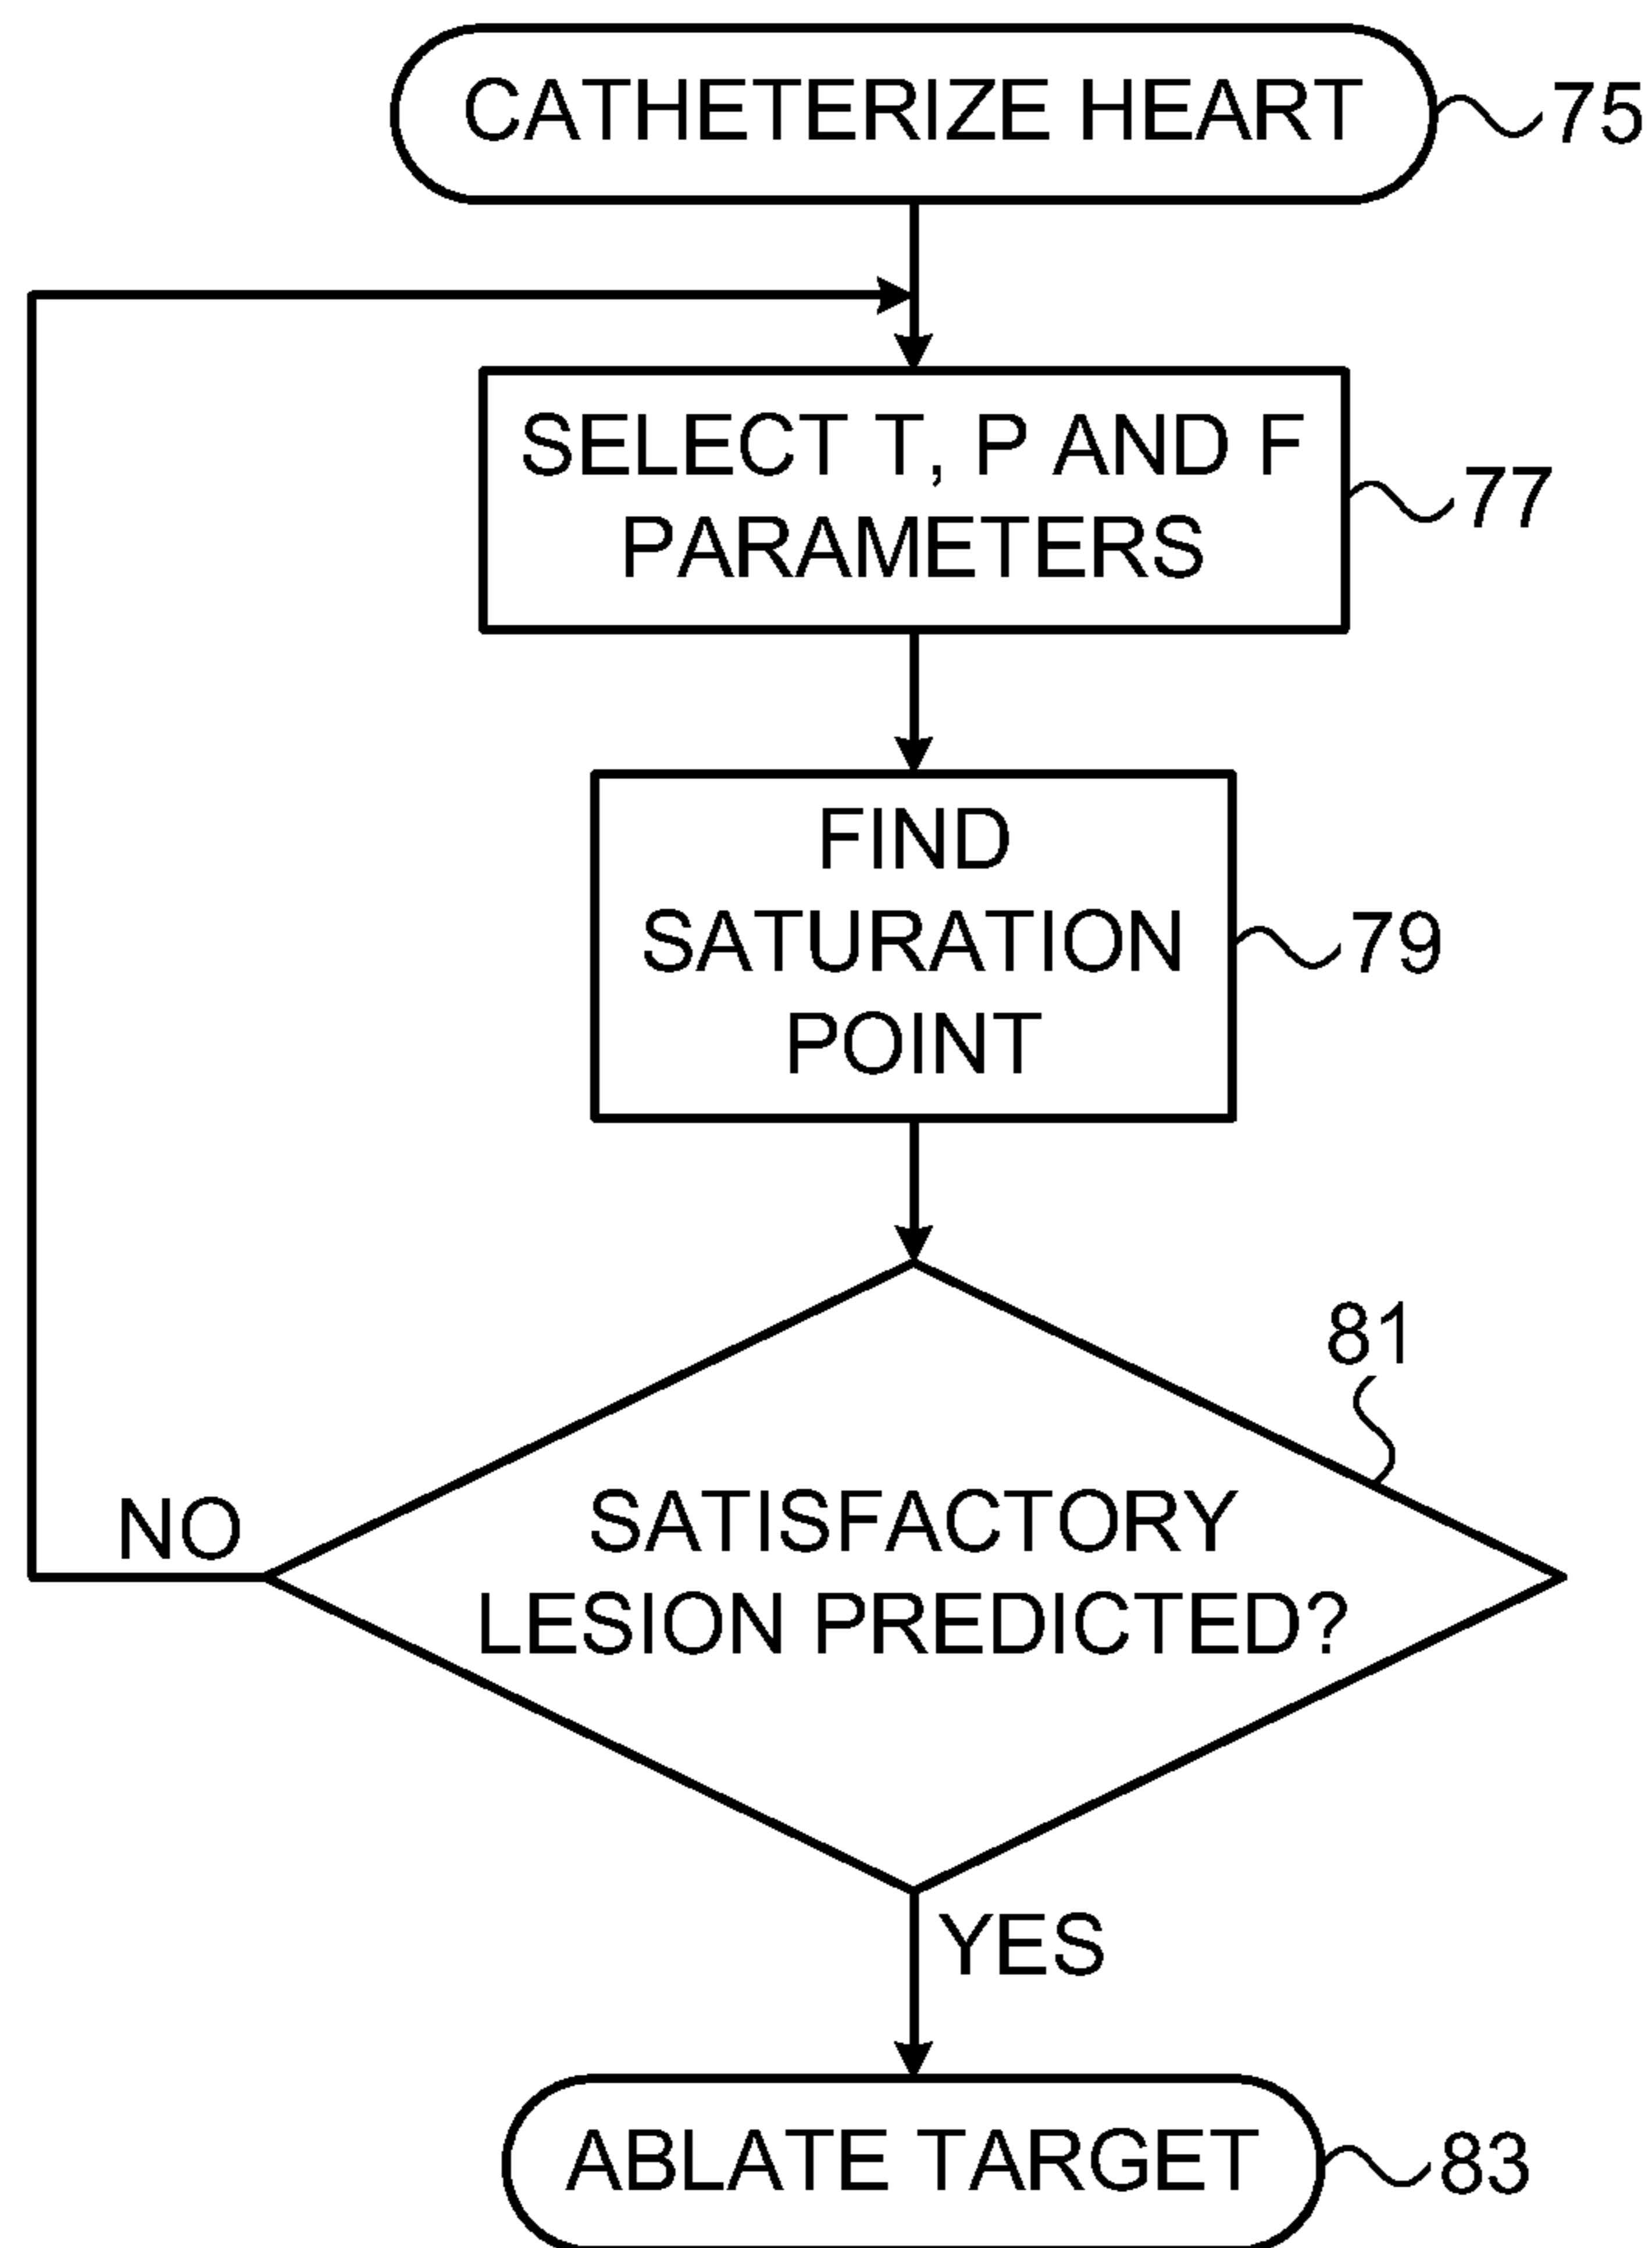 CATHETERIZE HEART
75
SELECT T, P AND F
PARAMETERS
77
FIND
SATURATION
POINT
79
81
SATISFACTORY
LESION PREDICTED?
NO
YES
ABLATE TARGET
83